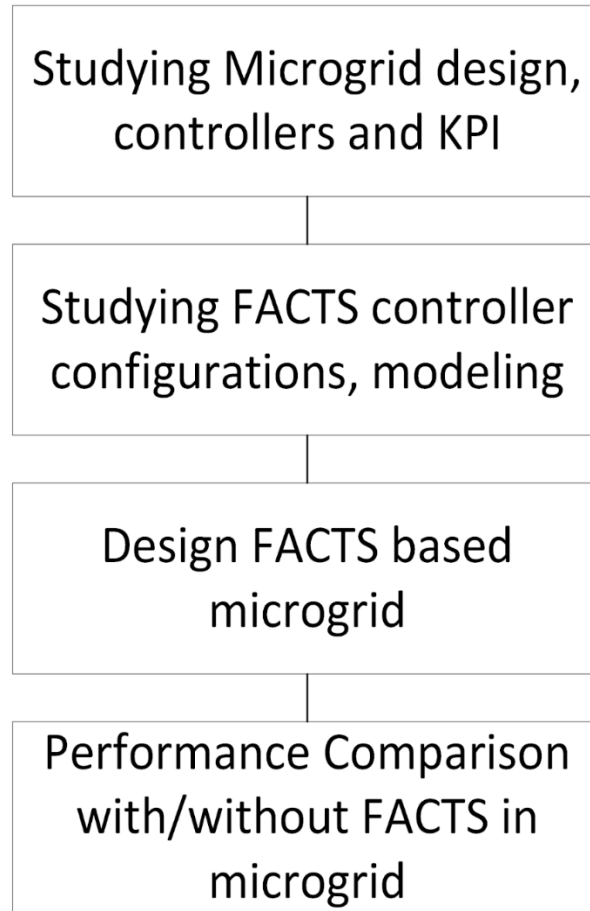 Studying Microgrid design,
controllers and KPI
Studying FACTS controller
configurations, modeling
Design FACTS based
microgrid
Performance Comparison
with/without FACTS in
microgrid